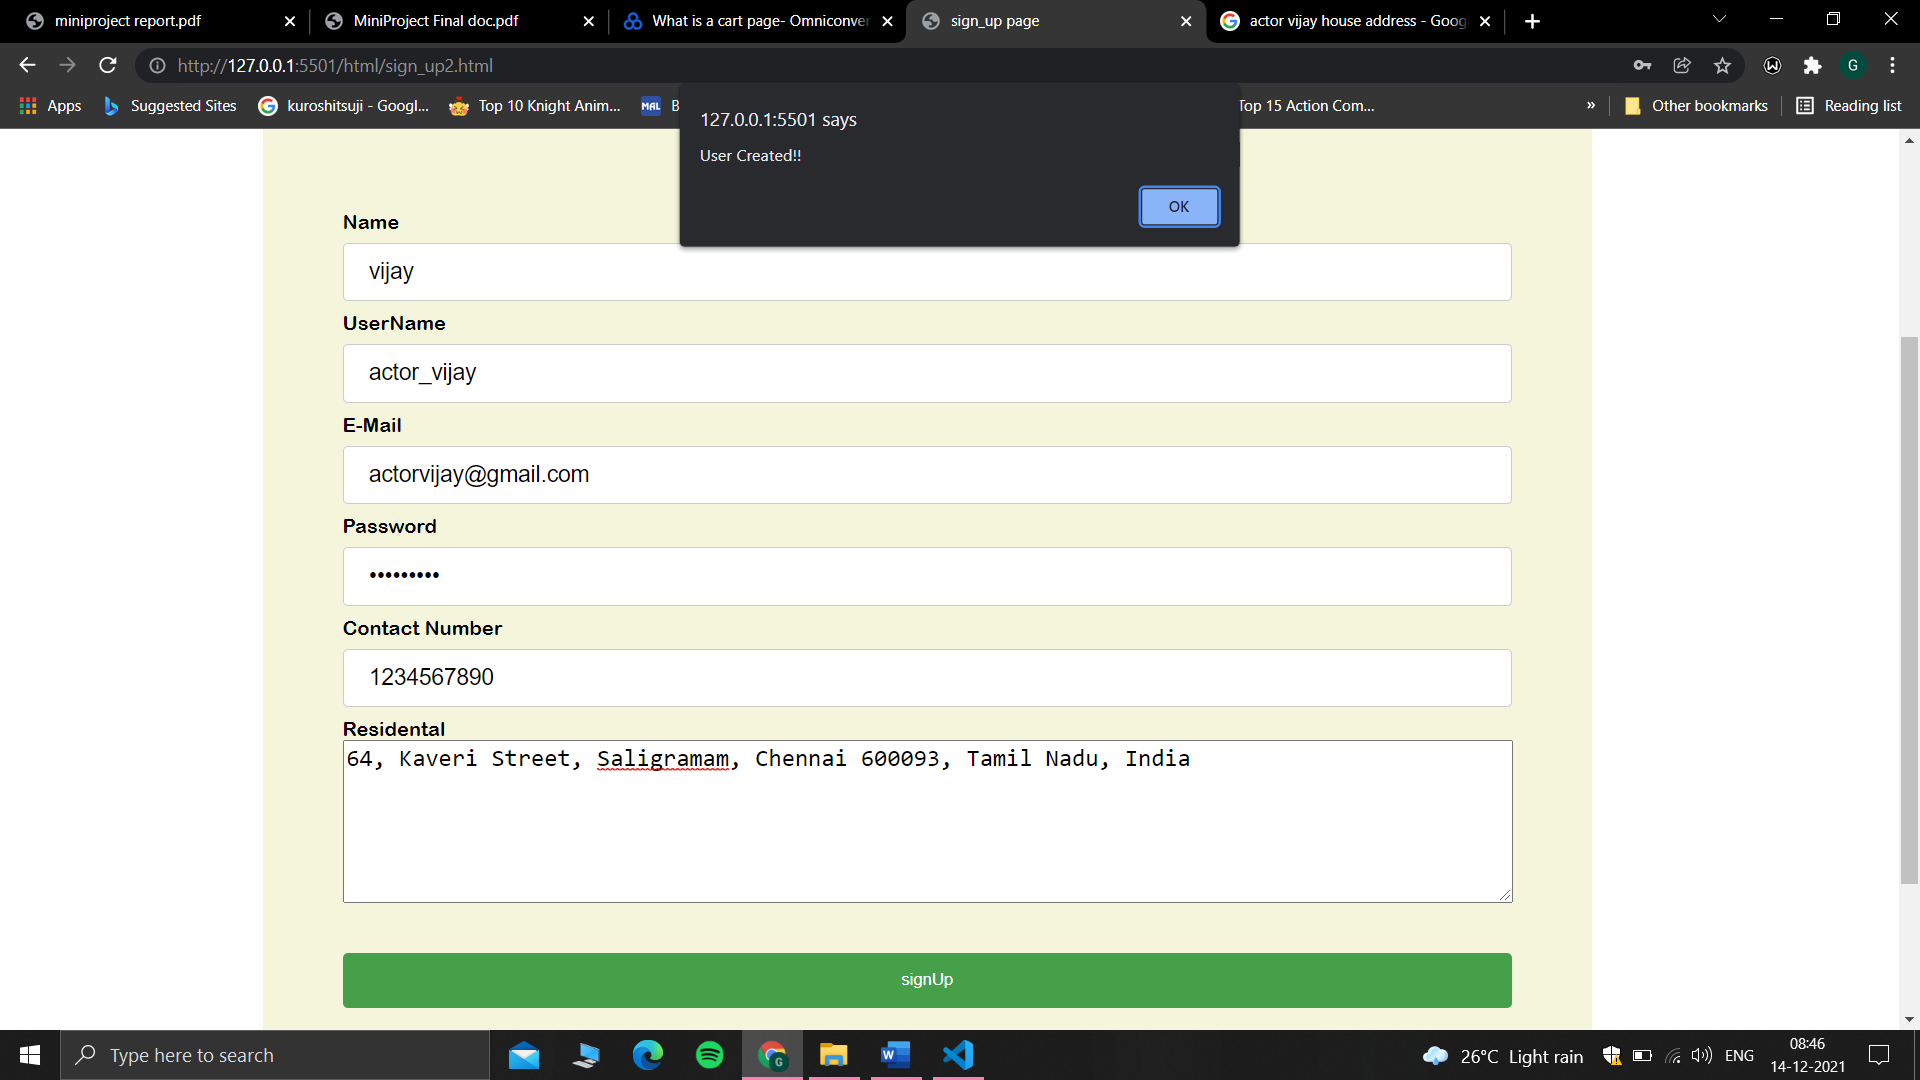 miniproject report.pdf
MiniProject Final doc.pdf
What is a cart page- Omniconver
sign_up page
actor vijay house address - Goog
http://127.0.0.1:5501/html/sign_up2.html
G
Apps
Suggested Sites
kuroshitsuji - Googl...
Top 10 Knight Anim...
MAL
B
Top 15 Action Com...
»
Other bookmarks
Reading list
127.0.0.1:5501 says
User Created!!
OK
Name
vijay
UserName
actor_vijay
E-Mail
actorvijay@gmail.com
Password
•••••••••
Contact Number
1234567890
Residental
64, Kaveri Street, Saligramam, Chennai 600093, Tamil Nadu, India
signUp
Type here to search
26°C Light rain
ENG
08:46
14-12-2021